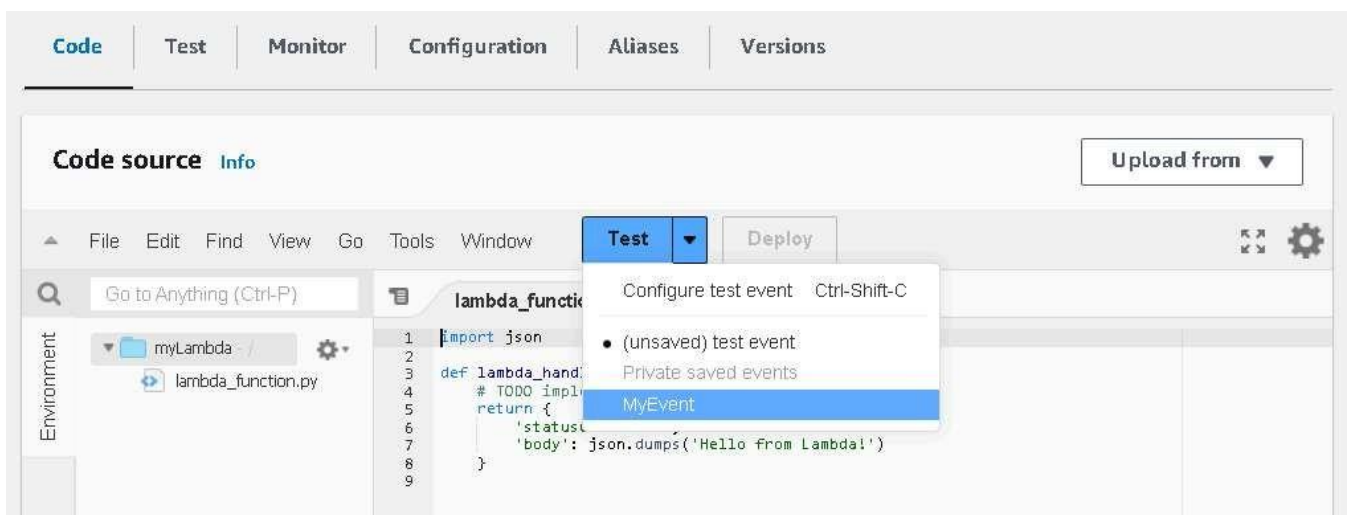 Code Test Monitor Configuration Aliases Versions
Code source Info
Upload from
File Edit Find View Go Tools Window
Test
Deploy
Go to Anything (Ctrl-P)
Environment
myLambda - /
lambda_function.py
lambda_functi
Configure test event Ctrl-Shift-C
(unsaved) test event
Private saved events
MyEvent
1 import json
2
3 def lambda_hand
4 # TODO impl
5 return {
6 'status
7 'body': json.dumps('Hello from Lambda!')
8 }
9